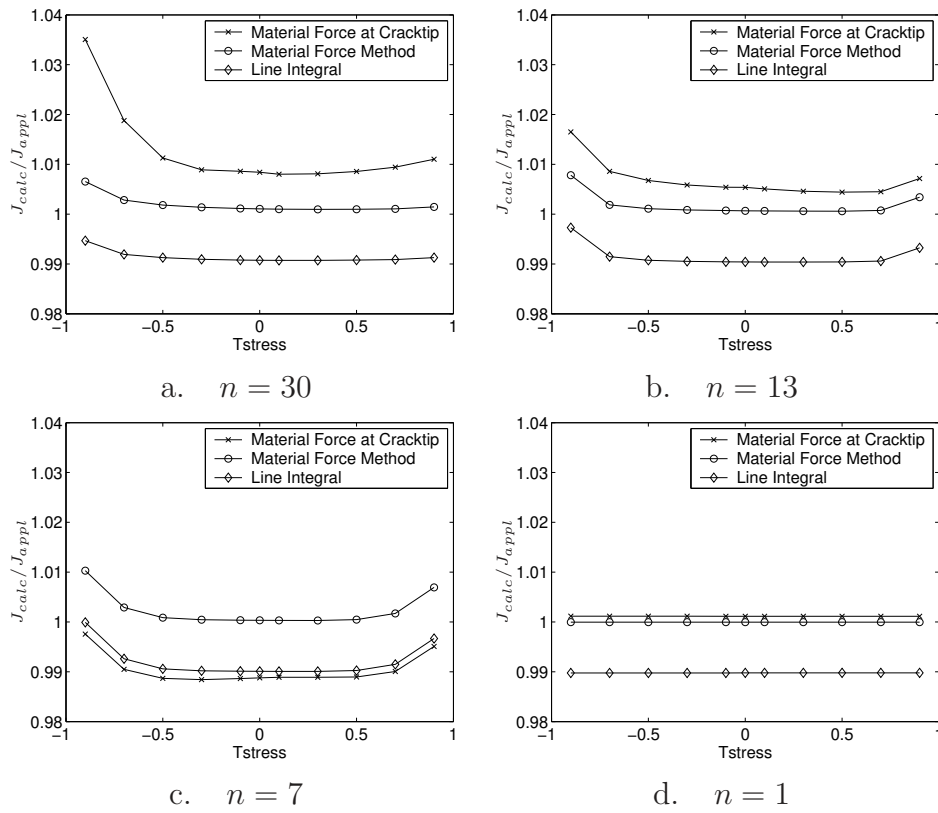 1.04
1.03
1.02
1.01
1
0.99
0.98
J_calc/J_appl
Material Force at Cracktip
Material Force Method
Line Integral
−1
−0.5
0
0.5
1
Tstress
a. n = 30
1.04
1.03
1.02
1.01
1
0.99
0.98
J_calc/J_appl
Material Force at Cracktip
Material Force Method
Line Integral
−1
−0.5
0
0.5
1
Tstress
b. n = 13
1.04
1.03
1.02
1.01
1
0.99
0.98
J_calc/J_appl
Material Force at Cracktip
Material Force Method
Line Integral
−1
−0.5
0
0.5
1
Tstress
c. n = 7
1.04
1.03
1.02
1.01
1
0.99
0.98
J_calc/J_appl
Material Force at Cracktip
Material Force Method
Line Integral
−1
−0.5
0
0.5
1
Tstress
d. n = 1